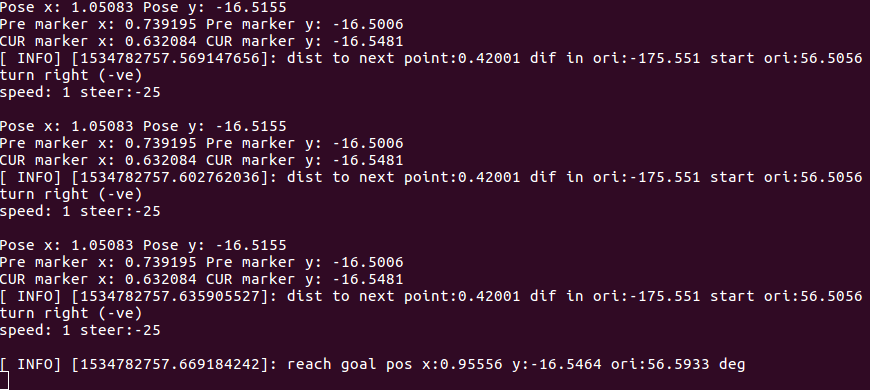 Pose x: 1.05083 Pose y: -16.5155
Pre marker x: 0.739195 Pre marker y: -16.5006
CUR marker x: 0.632084 CUR marker y: -16.5481
[ INFO] [1534782757.569147656]: dist to next point:0.42001 dif in ori:-175.551 start ori:56.5056
turn right (-ve)
speed: 1 steer:-25
Pose x: 1.05083 Pose y: -16.5155
Pre marker x: 0.739195 Pre marker y: -16.5006
CUR marker x: 0.632084 CUR marker y: -16.5481
[ INFO] [1534782757.602762036]: dist to next point:0.42001 dif in ori:-175.551 start ori:56.5056
turn right (-ve)
speed: 1 steer:-25
Pose x: 1.05083 Pose y: -16.5155
Pre marker x: 0.739195 Pre marker y: -16.5006
CUR marker x: 0.632084 CUR marker y: -16.5481
[ INFO] [1534782757.635905527]: dist to next point:0.42001 dif in ori:-175.551 start ori:56.5056
turn right (-ve)
speed: 1 steer:-25
[ INFO] [1534782757.669184242]: reach goal pos x:0.95556 y:-16.5464 ori:56.5933 deg